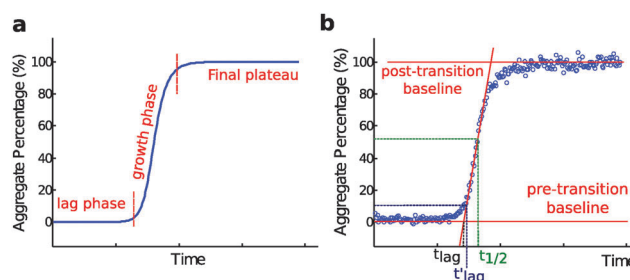 a
Aggregate Percentage (%)
100
80
60
40
20
0
lag phase
growth phase
Final plateau
Time
b
Aggregate Percentage (%)
100
80
60
40
20
0
post-transition
baseline
pre-transition
baseline
tlag
t'lag
t1/2
Time